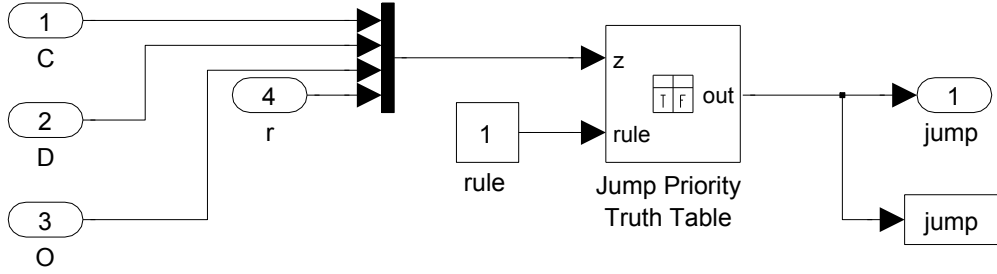 1
C
2
D
3
O
4
r
1
rule
z
rule
T F
out
Jump Priority
Truth Table
1
jump
jump